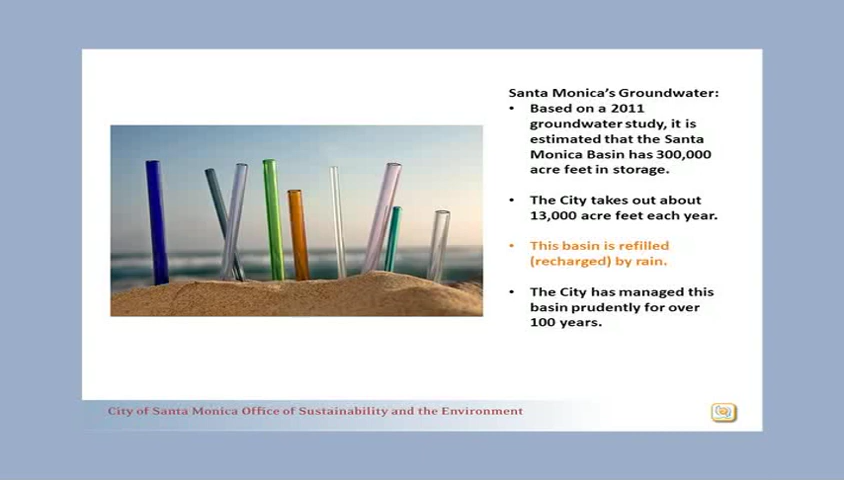 Santa Monica's Groundwater:
• Based on a 2011
groundwater study, it is
estimated that the Santa
Monica Basin has 300,000
acre feet in storage.
• The City takes out about
13,000 acre feet each year.
• This basin is refilled
(recharged) by rain.
• The City has managed this
basin prudently for over
100 years.
City of Santa Monica Office of Sustainability and the Environment